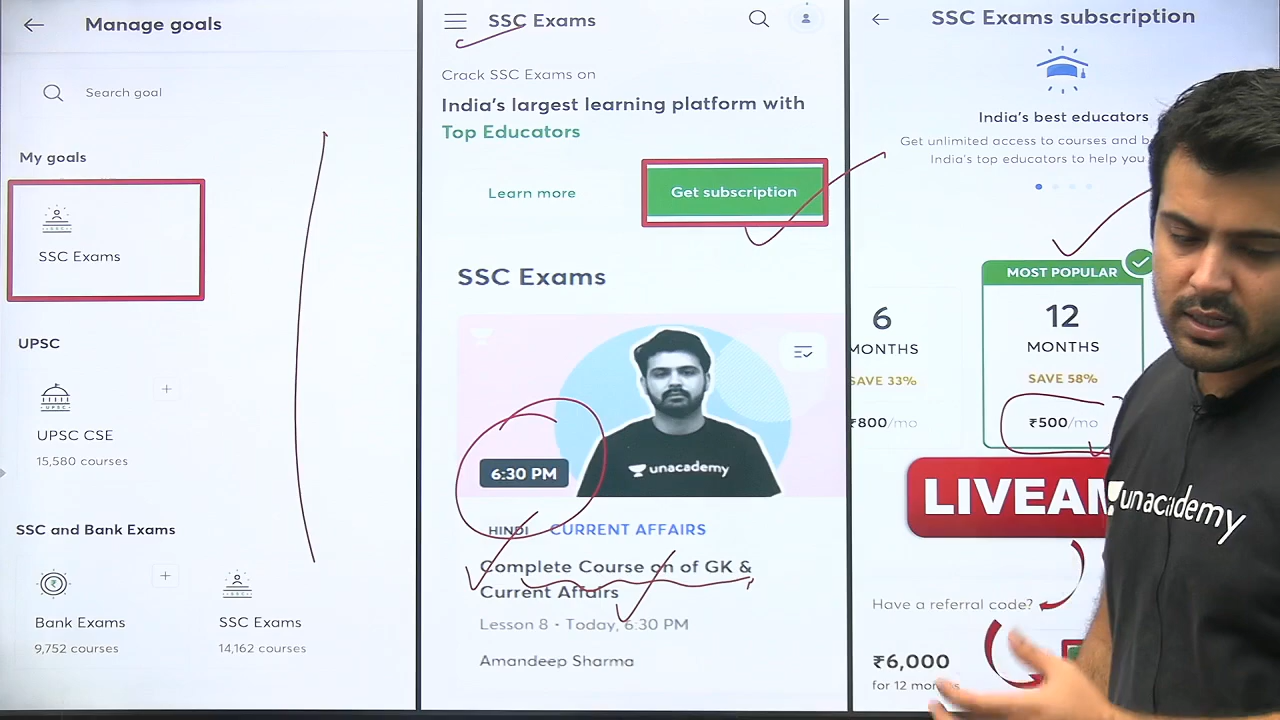 Manage goals
Search goal
My goals
SSC Exams
UPSC
UPSC CSE
15,580 courses
SSC and Bank Exams
Bank Exams
9,752 courses
SSC Exams
14,162 courses
SSC Exams
Crack SSC Exams on
India's largest learning platform with
Top Educators
Learn more
Get subscription
SSC Exams
unacademy
6:30 PM
HINDI CURRENT AFFAIRS
Complete Course on of GK &
Current Affairs
Lesson 8 • Today, 6:30 PM
Amandeep Sharma
SSC Exams subscription
India's best educators
Get unlimited access to courses and
India's top educators to help you
6
MONTHS
SAVE 33%
₹800/mo
MOST POPULAR
12
MONTHS
SAVE 58%
₹500/mo
LIVEAM
Have a referral code?
₹6,000
for 12 months
unacademy